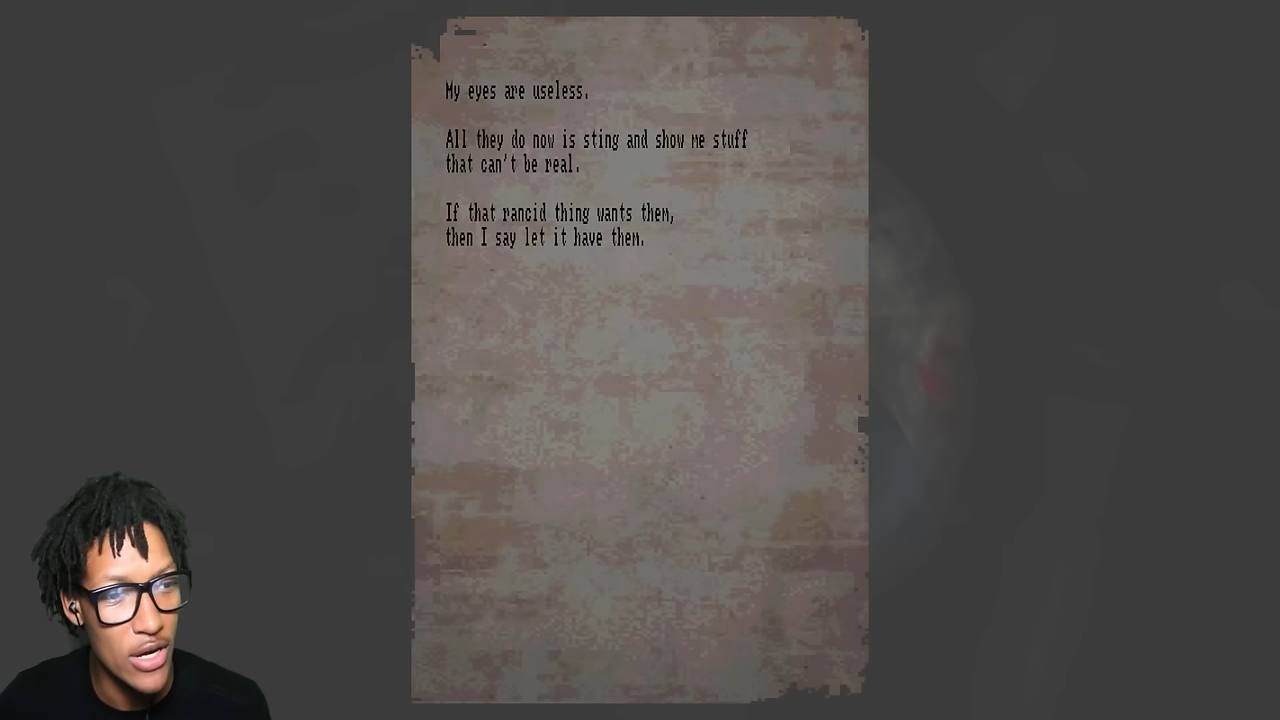 My eyes are useless.
All they do now is sting and show me stuff
that can't be real.
If that rancid thing wants them,
then I say let it have them.